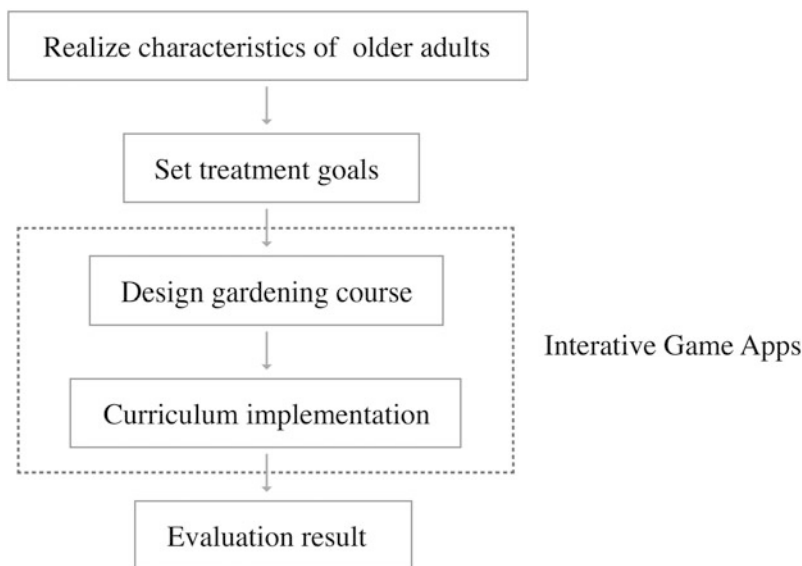 Realize characteristics of older adults
Set treatment goals
Design gardening course
Interative Game Apps
Curriculum implementation
Evaluation result